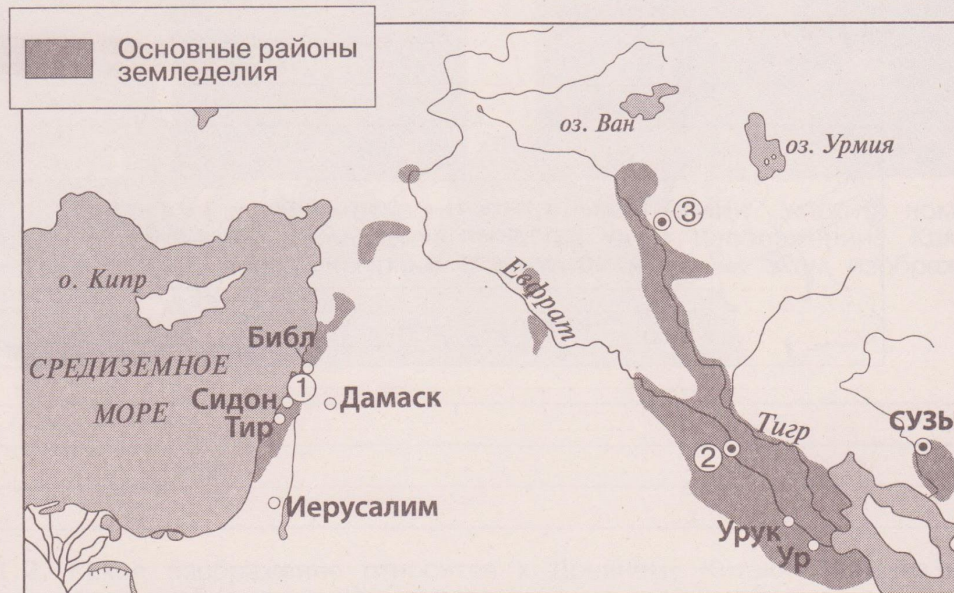 Основные районы
земледелия
оз. Ван
оз. Урмия
3
о. Кипр
Евфрат
Библ
СРЕДИЗЕМНОЕ
МОРЕ
1
Сидон
Дамаск
Тир
Тигр
СУЗЫ
2
Иерусалим
Урук
Ур